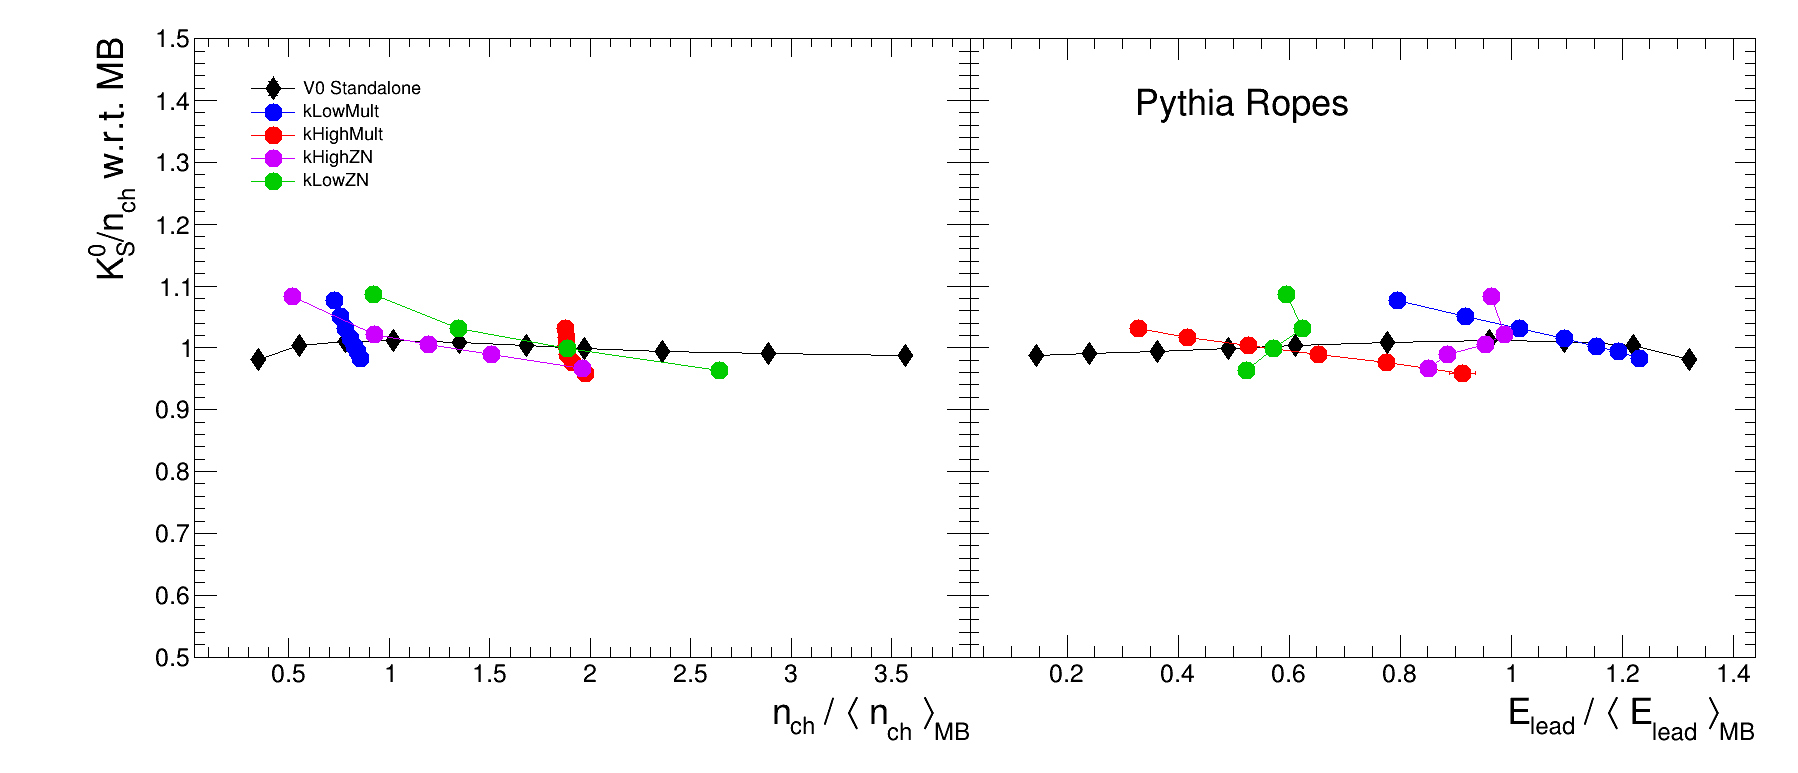 K⁰_S/n_ch w.r.t. MB
1.5
1.4
1.3
1.2
1.1
1
0.9
0.8
0.7
0.6
0.5
V0 Standalone
kLowMult
kHighMult
kHighZN
kLowZN
Pythia Ropes
0.5 1 1.5 2 2.5 3 3.5
0.2 0.4 0.6 0.8 1 1.2 1.4
n_ch / ⟨ n_ch ⟩_MB
E_lead / ⟨ E_lead ⟩_MB